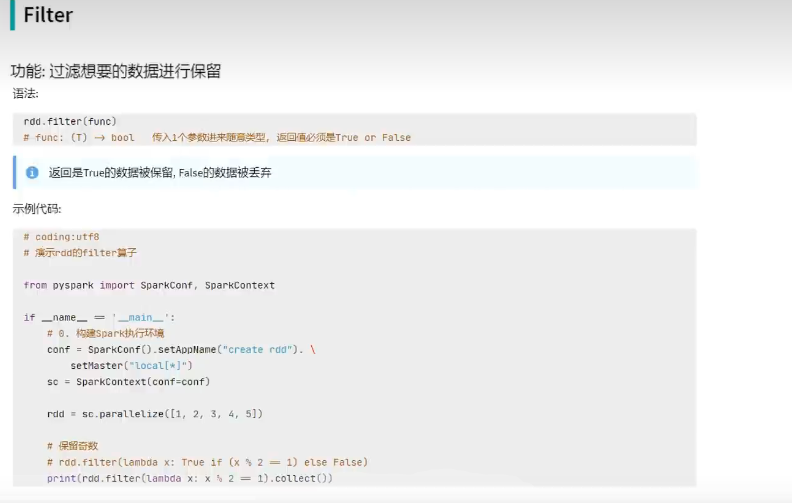 Filter
功能: 过滤想要的数据进行保留
语法:
rdd.filter(func)
# func: (T) -> bool   传入1个参数进来随意类型, 返回值必须是True or False
返回是True的数据被保留, False的数据被丢弃
示例代码:
# coding:utf8
# 演示rdd的filter算子
from pyspark import SparkConf, SparkContext
if __name__ == '__main__':
    # 0. 构建Spark执行环境
    conf = SparkConf().setAppName("create rdd"). \
        setMaster("local[*]")
    sc = SparkContext(conf=conf)
    rdd = sc.parallelize([1, 2, 3, 4, 5])
    # 保留奇数
    # rdd.filter(lambda x: True if (x % 2 == 1) else False)
    print(rdd.filter(lambda x: x % 2 == 1).collect())